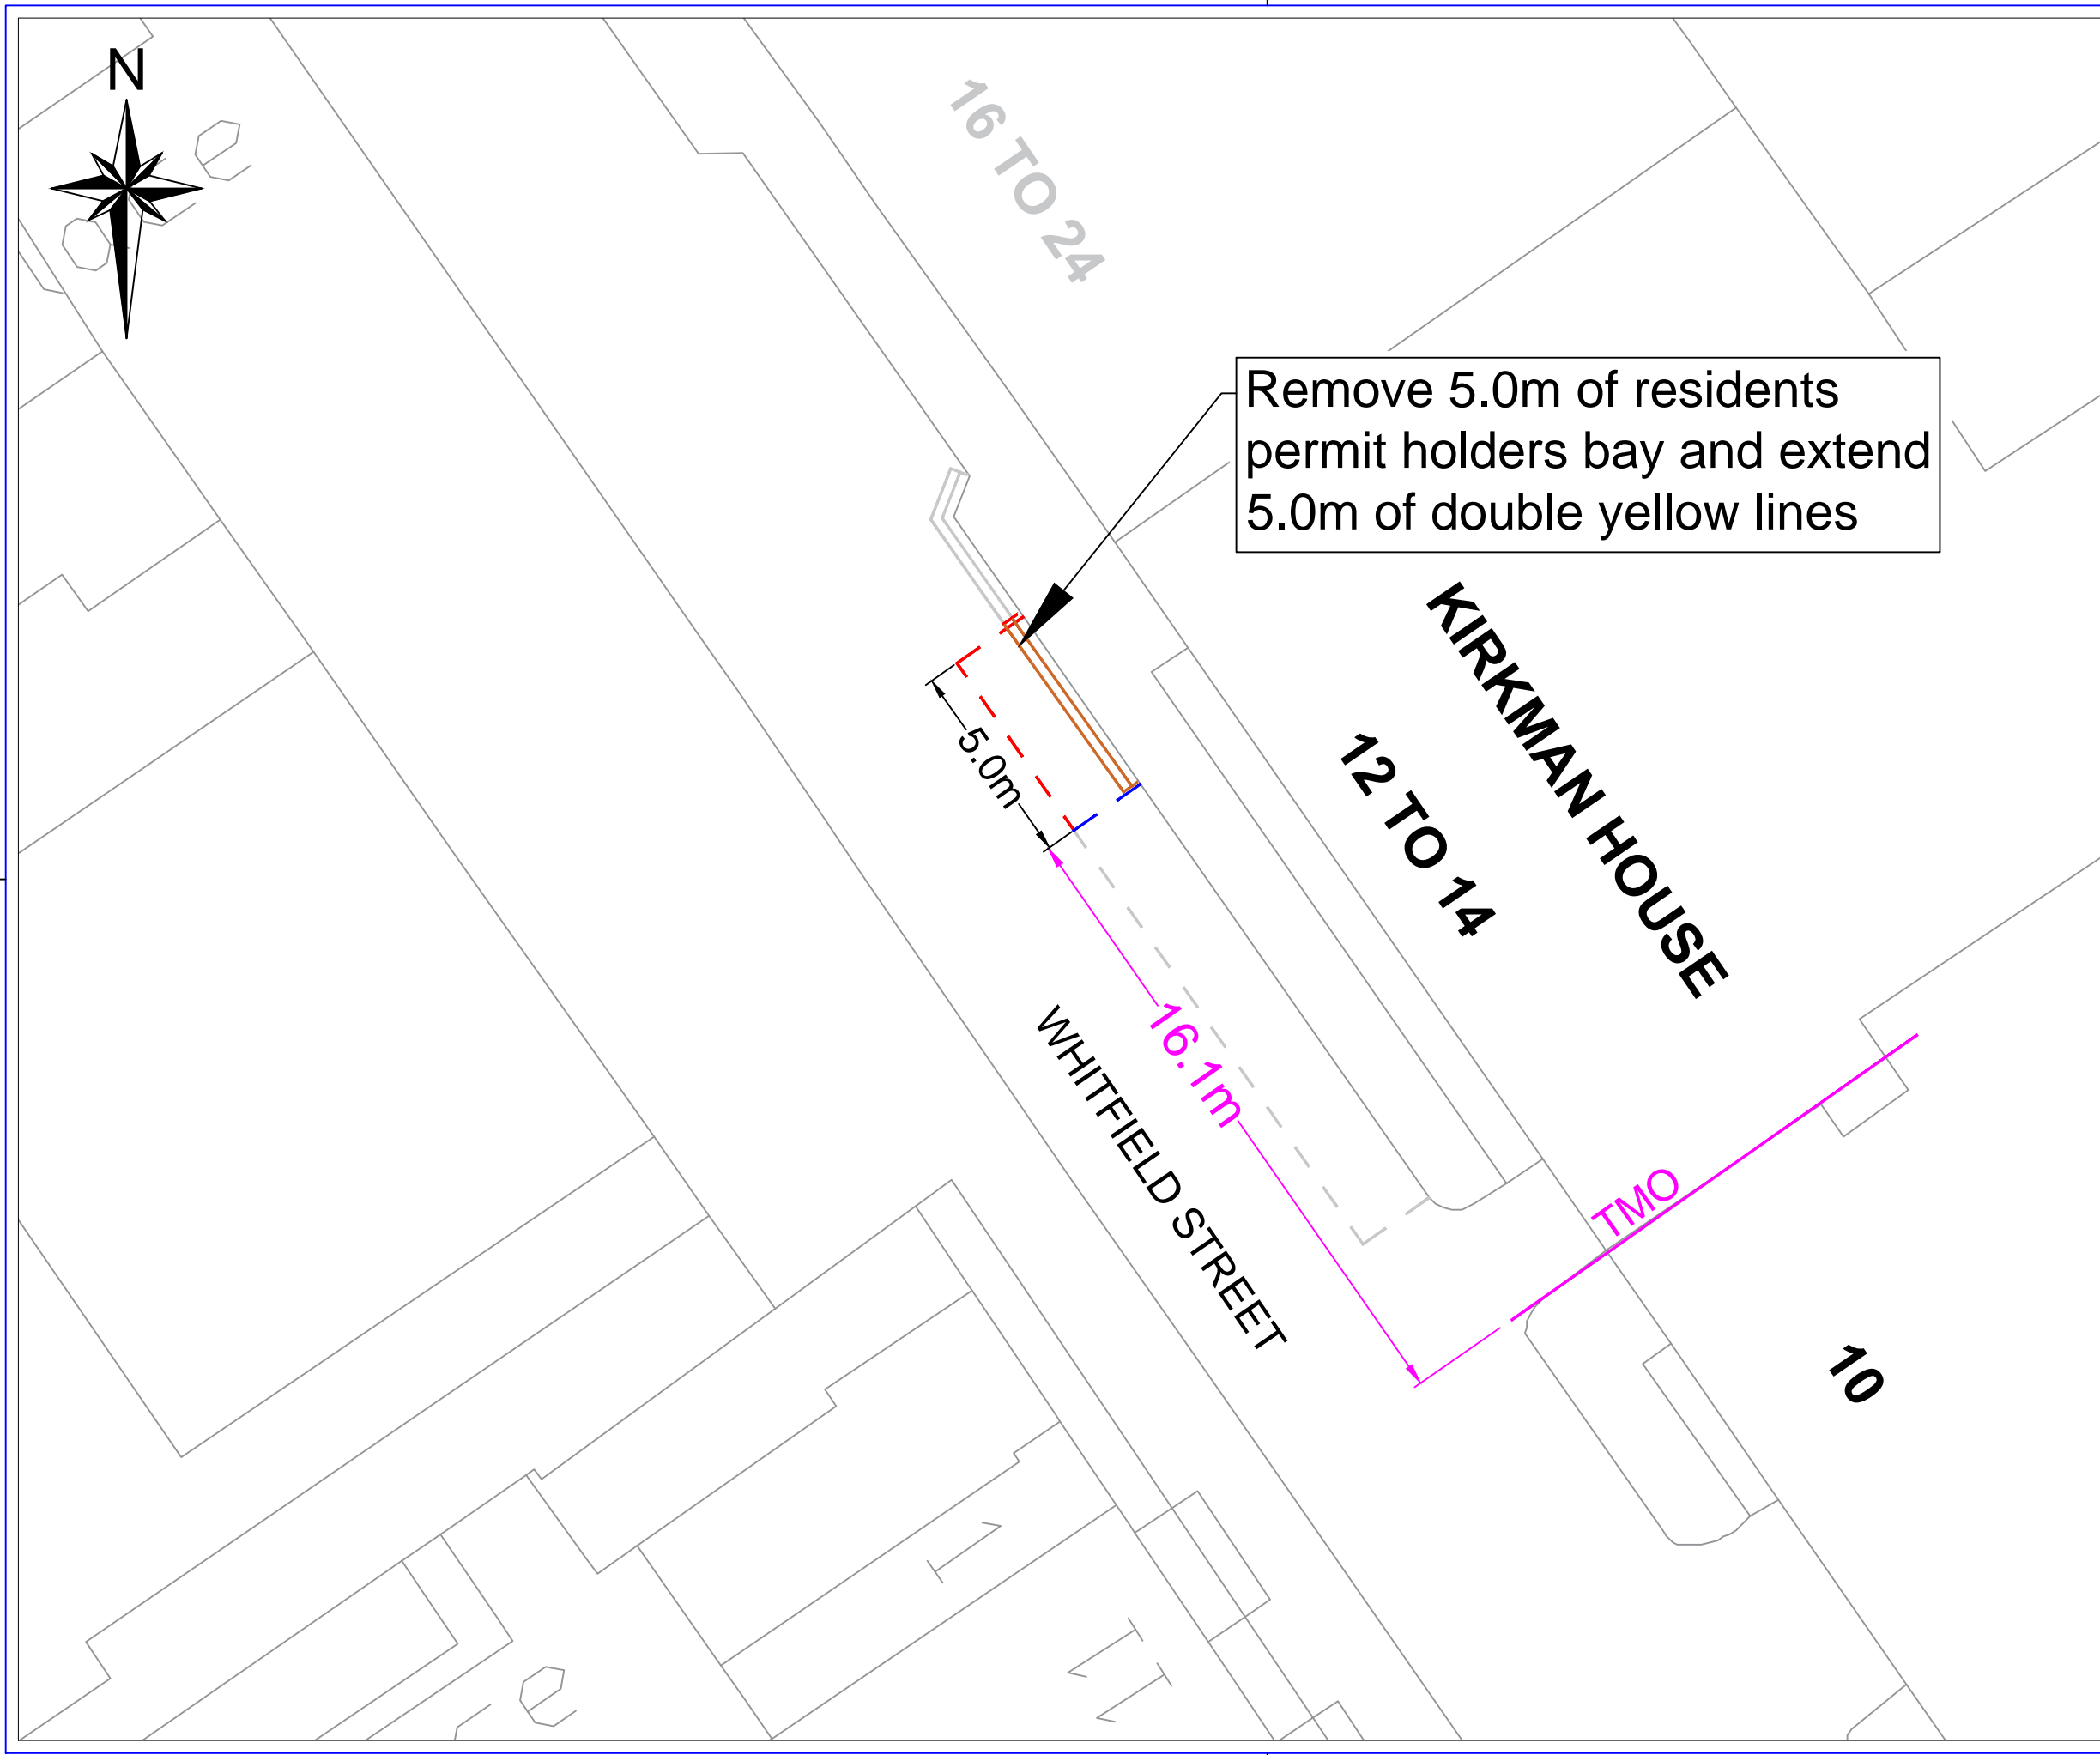 N
16 TO 24
Remove 5.0m of residents
permit holders bay and extend
5.0m of double yellow lines
KIRKMAN HOUSE
12 TO 14
5.0m
16.1m
WHITFIELD STREET
TMO
10